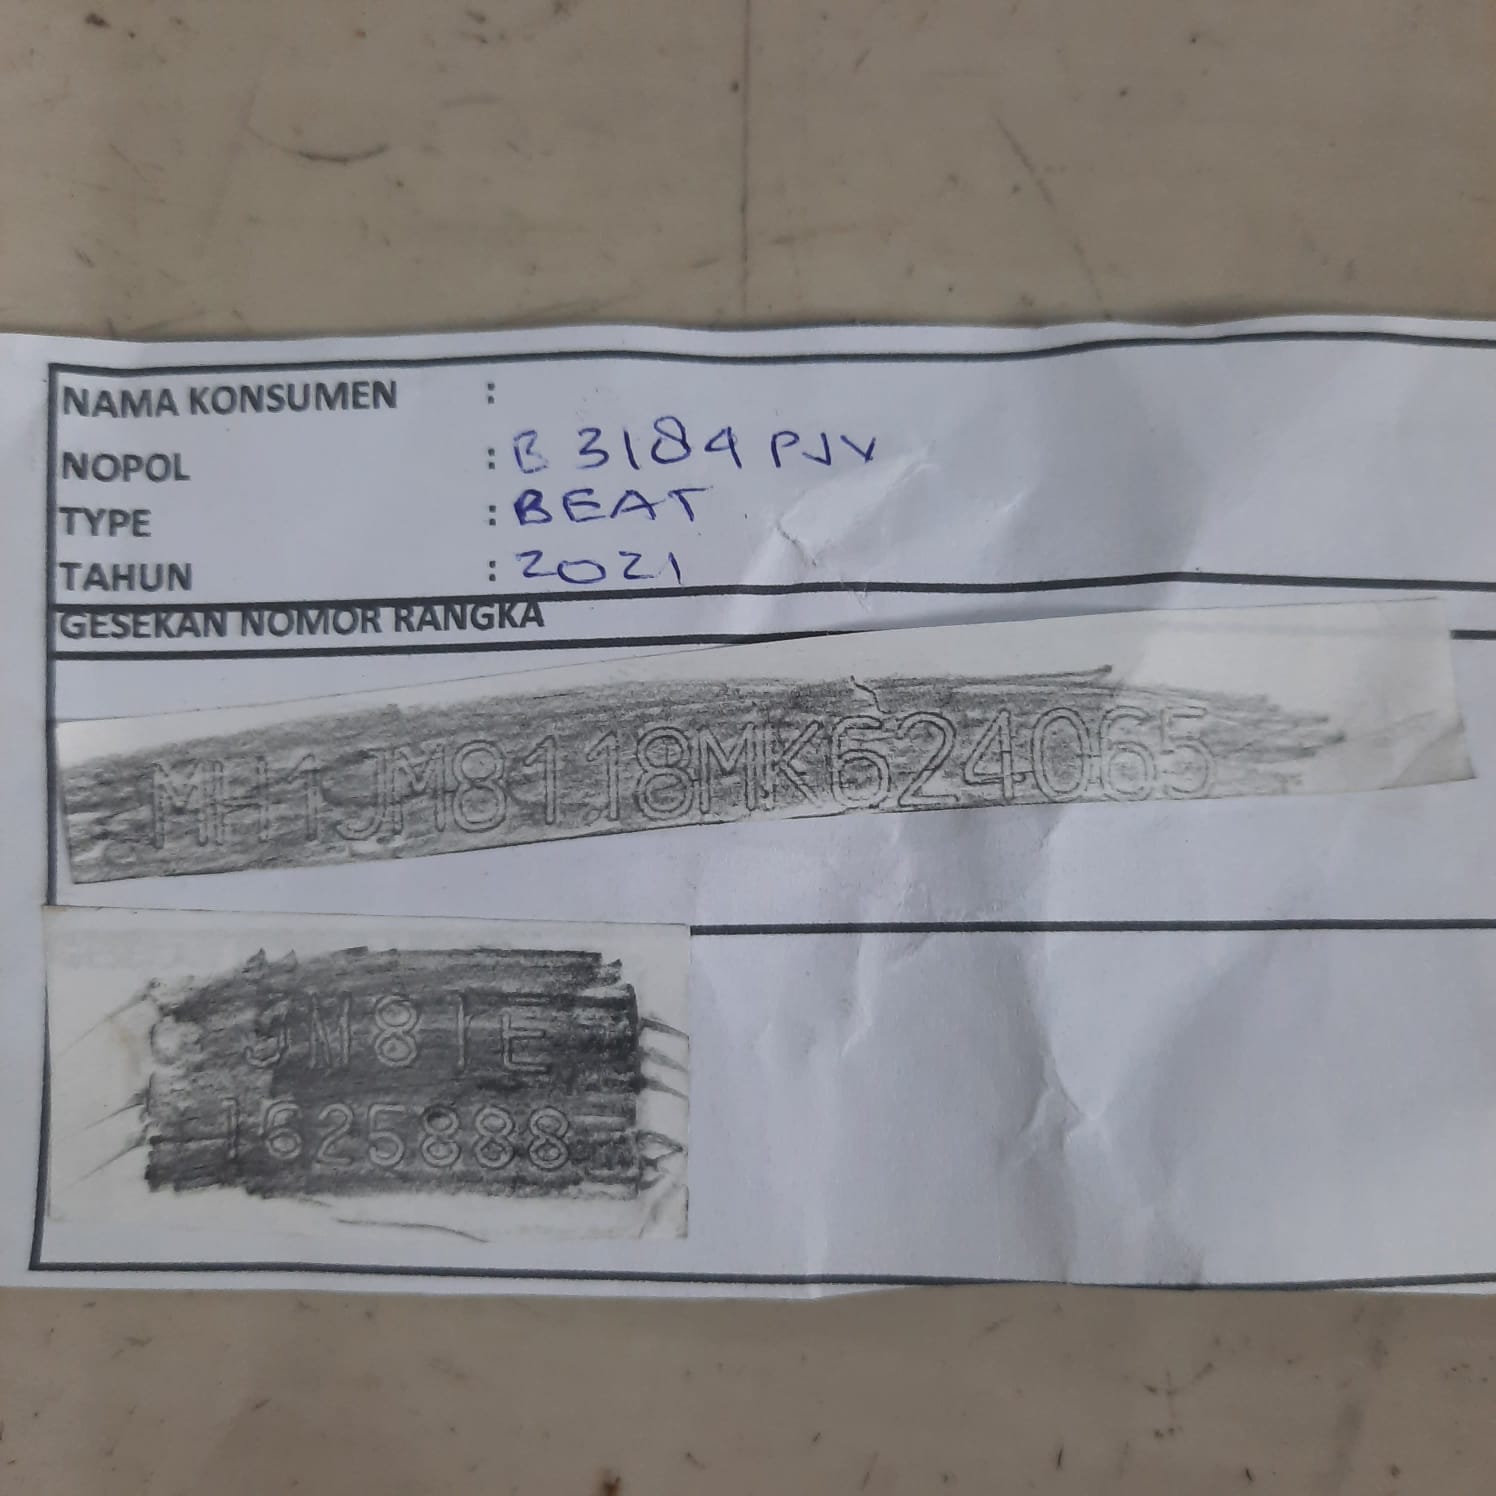 NAMA KONSUMEN :
NOPOL : B 3184 PJV
TYPE : BEAT
TAHUN : 2021
GESEKAN NOMOR RANGKA
MH1JM8118MK624065
JM81E
1625888